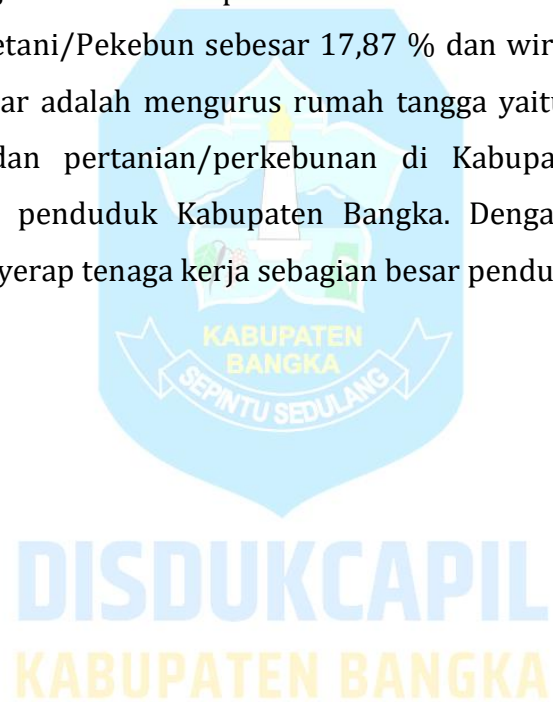 etani/Pekebun sebesar 17,87 % dan wir
ar adalah mengurus rumah tangga yaitu
dan pertanian/perkebunan di Kabupa
penduduk Kabupaten Bangka. Denga
yerap tenaga kerja sebagian besar pendu
KABUPATEN
BANGKA
SEPINTU SEDULANG
DISDUKCAPIL
KABUPATEN BANGKA